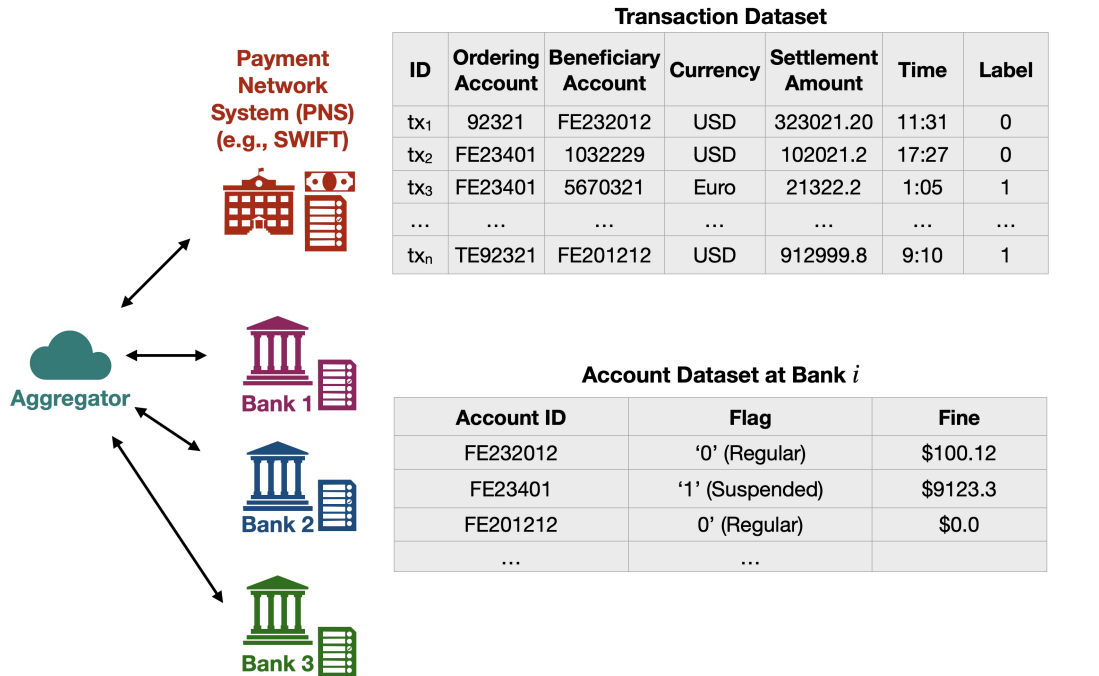 Transaction Dataset
Payment
Network
System (PNS)
(e.g., SWIFT)
ID Ordering Account Beneficiary Account Currency Settlement Amount Time Label
tx1 92321 FE232012 USD 323021.20 11:31 0
tx2 FE23401 1032229 USD 102021.2 17:27 0
tx3 FE23401 5670321 Euro 21322.2 1:05 1
... ... ... ... ... ... ...
txn TE92321 FE201212 USD 912999.8 9:10 1
Aggregator
Bank 1
Bank 2
Bank 3
Account Dataset at Bank i
Account ID Flag Fine
FE232012 ‘0’ (Regular) $100.12
FE23401 ‘1’ (Suspended) $9123.3
FE201212 0’ (Regular) $0.0
... ...